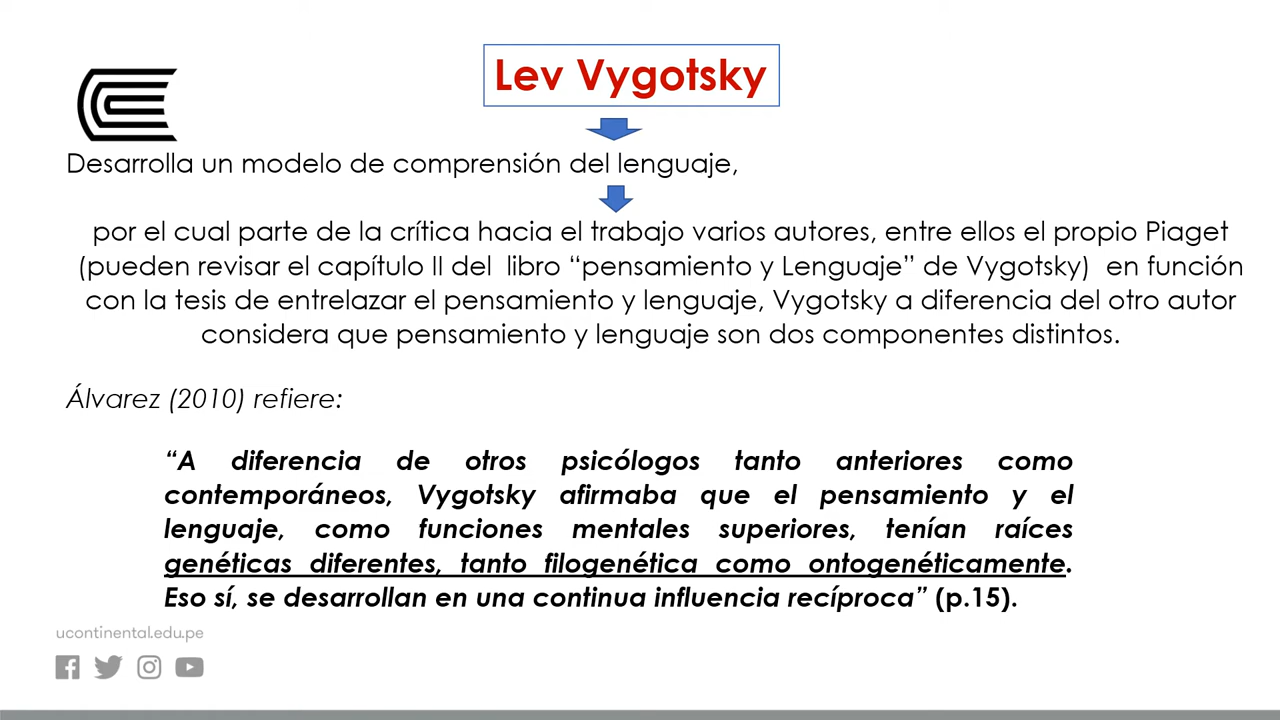 Lev Vygotsky
Desarrolla un modelo de comprensión del lenguaje,
por el cual parte de la crítica hacia el trabajo varios autores, entre ellos el propio Piaget
(pueden revisar el capítulo II del libro “pensamiento y Lenguaje” de Vygotsky) en función
con la tesis de entrelazar el pensamiento y lenguaje, Vygotsky a diferencia del otro autor
considera que pensamiento y lenguaje son dos componentes distintos.
Álvarez (2010) refiere:
“A diferencia de otros psicólogos tanto anteriores como
contemporáneos, Vygotsky afirmaba que el pensamiento y el
lenguaje, como funciones mentales superiores, tenían raíces
genéticas diferentes, tanto filogenética como ontogenéticamente.
Eso sí, se desarrollan en una continua influencia recíproca” (p.15).
ucontinental.edu.pe